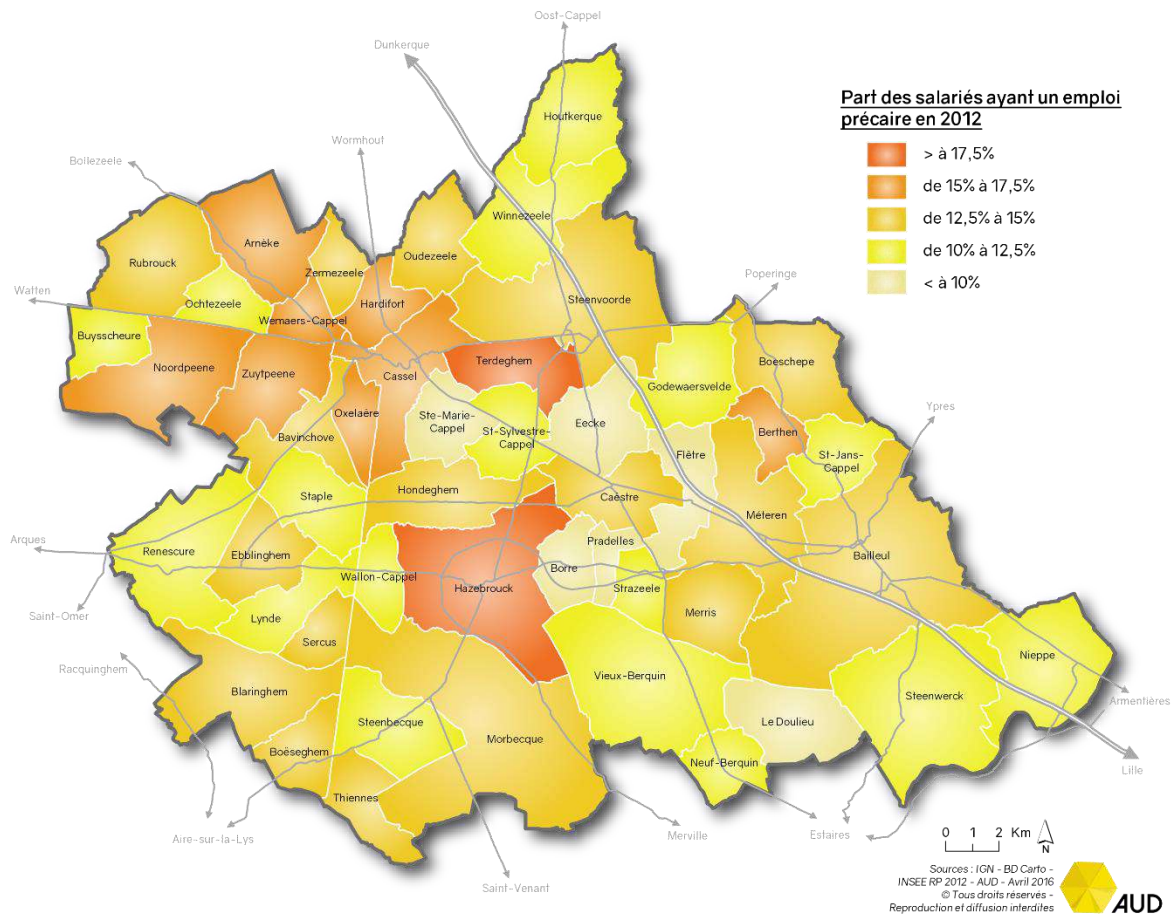 Oost-Cappel
Dunkerque
Part des salariés ayant un emploi
précaire en 2012
> à 17,5%
de 15% à 17,5%
de 12,5% à 15%
de 10% à 12,5%
< à 10%
Houtkerque
Wormhout
Bollezeele
Winnezeele
Arnêke
Oudezeele
Rubrouck
Zermezeele
Poperinge
Watten
Ochtezeele
Hardifort
Steenvoorde
Wemaers-Cappel
Buysscheure
Boeschepe
Terdeghem
Noordpeene
Zuytpeene
Cassel
Godewaersvelde
Ypres
Oxelaëre
Ste-Marie-
Cappel
Eecke
Berthen
St-Sylvestre-
Cappel
Bavinchove
Flêtre
St-Jans-
Cappel
Hondeghem
Staple
Caëstre
Méteren
Arques
Renescure
Ebblinghem
Pradelles
Bailleul
Borre
Wallon-Cappel
Hazebrouck
Strazeele
Saint-Omer
Lynde
Merris
Sercus
Nieppe
Racquinghem
Vieux-Berquin
Blaringhem
Steenwerck
Armentières
Steenbecque
Le Doulieu
Morbecque
Boëseghem
Neuf-Berquin
Lille
Thiennes
Aire-sur-la-Lys
Merville
Estaires
0 1 2 Km
N
Saint-Venant
Sources : IGN - BD Carto -
INSEE RP 2012 - AUD - Avril 2016
© Tous droits réservés -
Reproduction et diffusion interdites
AUD